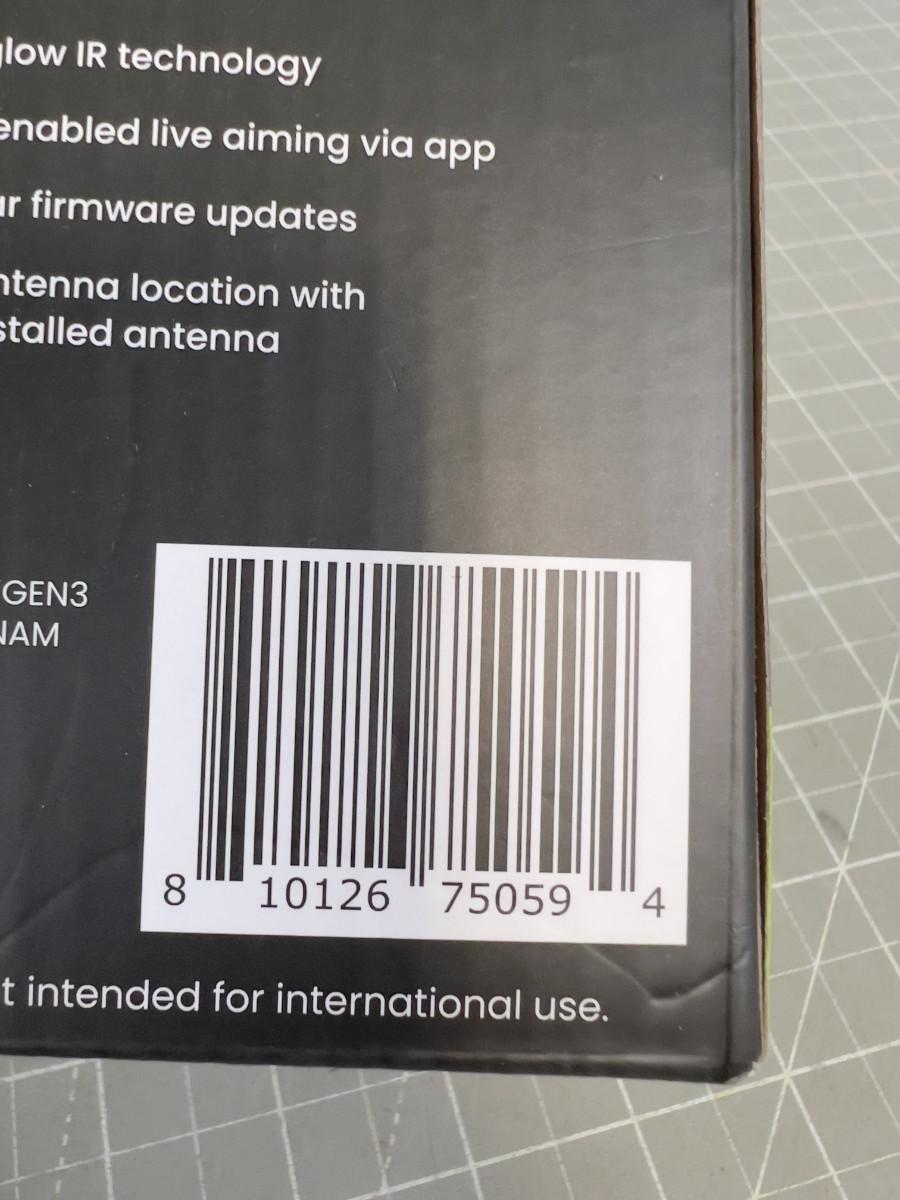 glow IR technology
enabled live aiming via app
ir firmware updates
ntenna location with
stalled antenna
GEN3
NAM
8 10126 75059 4
t intended for international use.